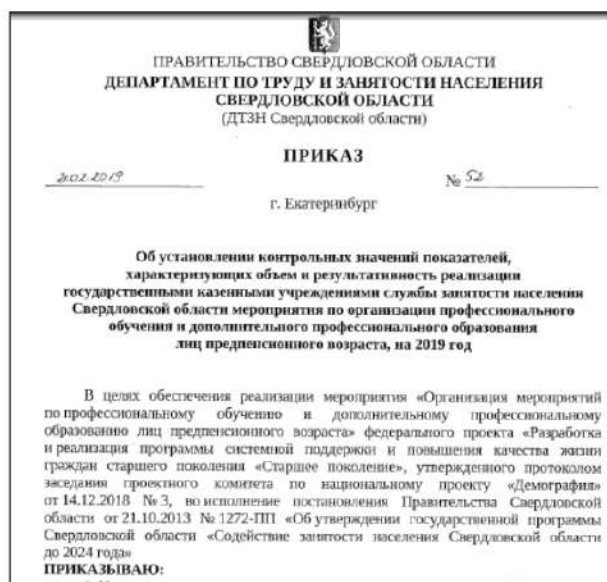 ПРАВИТЕЛЬСТВО СВЕРДЛОВСКОЙ ОБЛАСТИ
ДЕПАРТАМЕНТ ПО ТРУДУ И ЗАНЯТОСТИ НАСЕЛЕНИЯ
СВЕРДЛОВСКОЙ ОБЛАСТИ
(ДТЗН Свердловской области)
ПРИКАЗ
21.02.2019 № 52
г. Екатеринбург
Об установлении контрольных значений показателей,
характеризующих объем и результативность реализации
государственными казенными учреждениями службы занятости населения
Свердловской области мероприятия по организации профессионального
обучения и дополнительного профессионального образования
лиц предпенсионного возраста, на 2019 год
В целях обеспечения реализации мероприятия «Организация мероприятий
по профессиональному обучению и дополнительному профессиональному
образованию лиц предпенсионного возраста» федерального проекта «Разработка
и реализация программы системной поддержки и повышения качества жизни
граждан старшего поколения «Старшее поколение», утвержденного протоколом
заседания проектного комитета по национальному проекту «Демография»
от 14.12.2018 № 3, во исполнение постановления Правительства Свердловской
области от 21.10.2013 № 1272-ПП «Об утверждении государственной программы
Свердловской области «Содействие занятости населения Свердловской области
до 2024 года»
ПРИКАЗЫВАЮ: